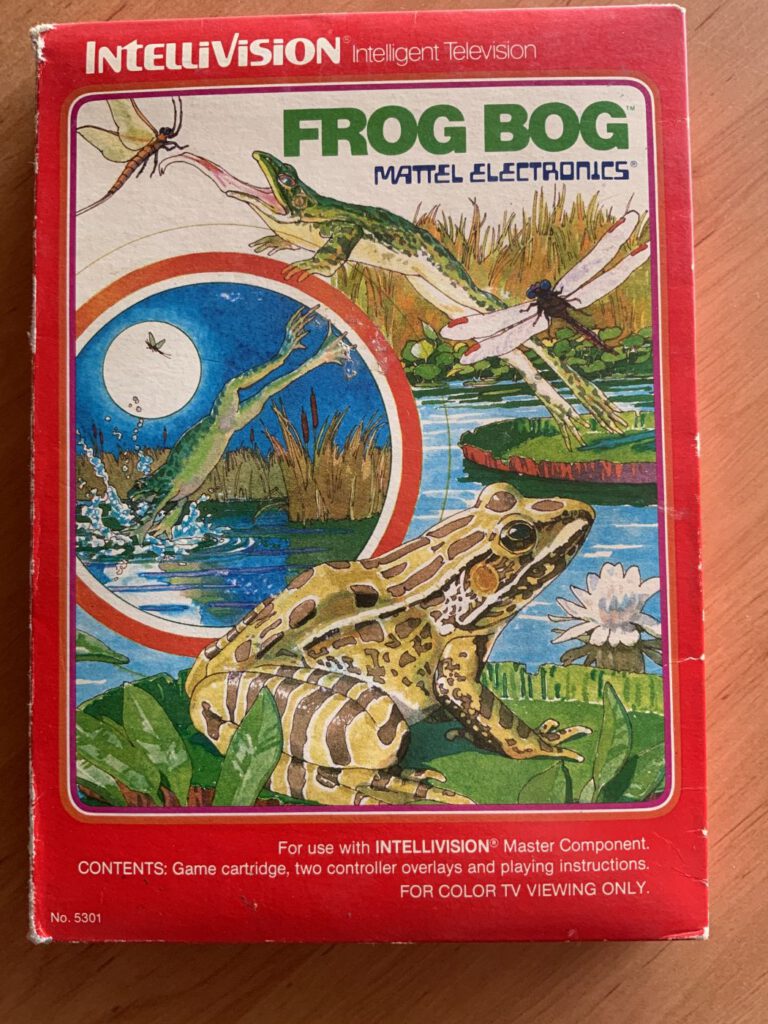 INTELLIVISION® Intelligent Television
FROG BOG™
MATTEL ELECTRONICS®
For use with INTELLIVISION® Master Component.
CONTENTS: Game cartridge, two controller overlays and playing instructions.
FOR COLOR TV VIEWING ONLY.
No. 5301